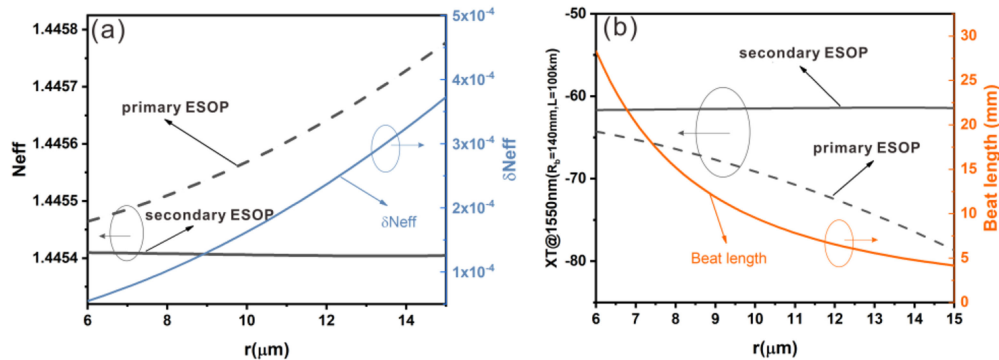 (a)
1.4458
1.4457
1.4456
1.4455
1.4454
Neff
primary ESOP
secondary ESOP
δNeff
5x10⁻⁴
4x10⁻⁴
3x10⁻⁴
2x10⁻⁴
1x10⁻⁴
δNeff
6 8 10 12 14
r(μm)
(b)
-50
-60
-70
-80
XT@1550nm(R_b=140mm,L=100km)
secondary ESOP
primary ESOP
Beat length
30
25
20
15
10
5
0
Beat length (mm)
6 7 8 9 10 11 12 13 14 15
r(μm)